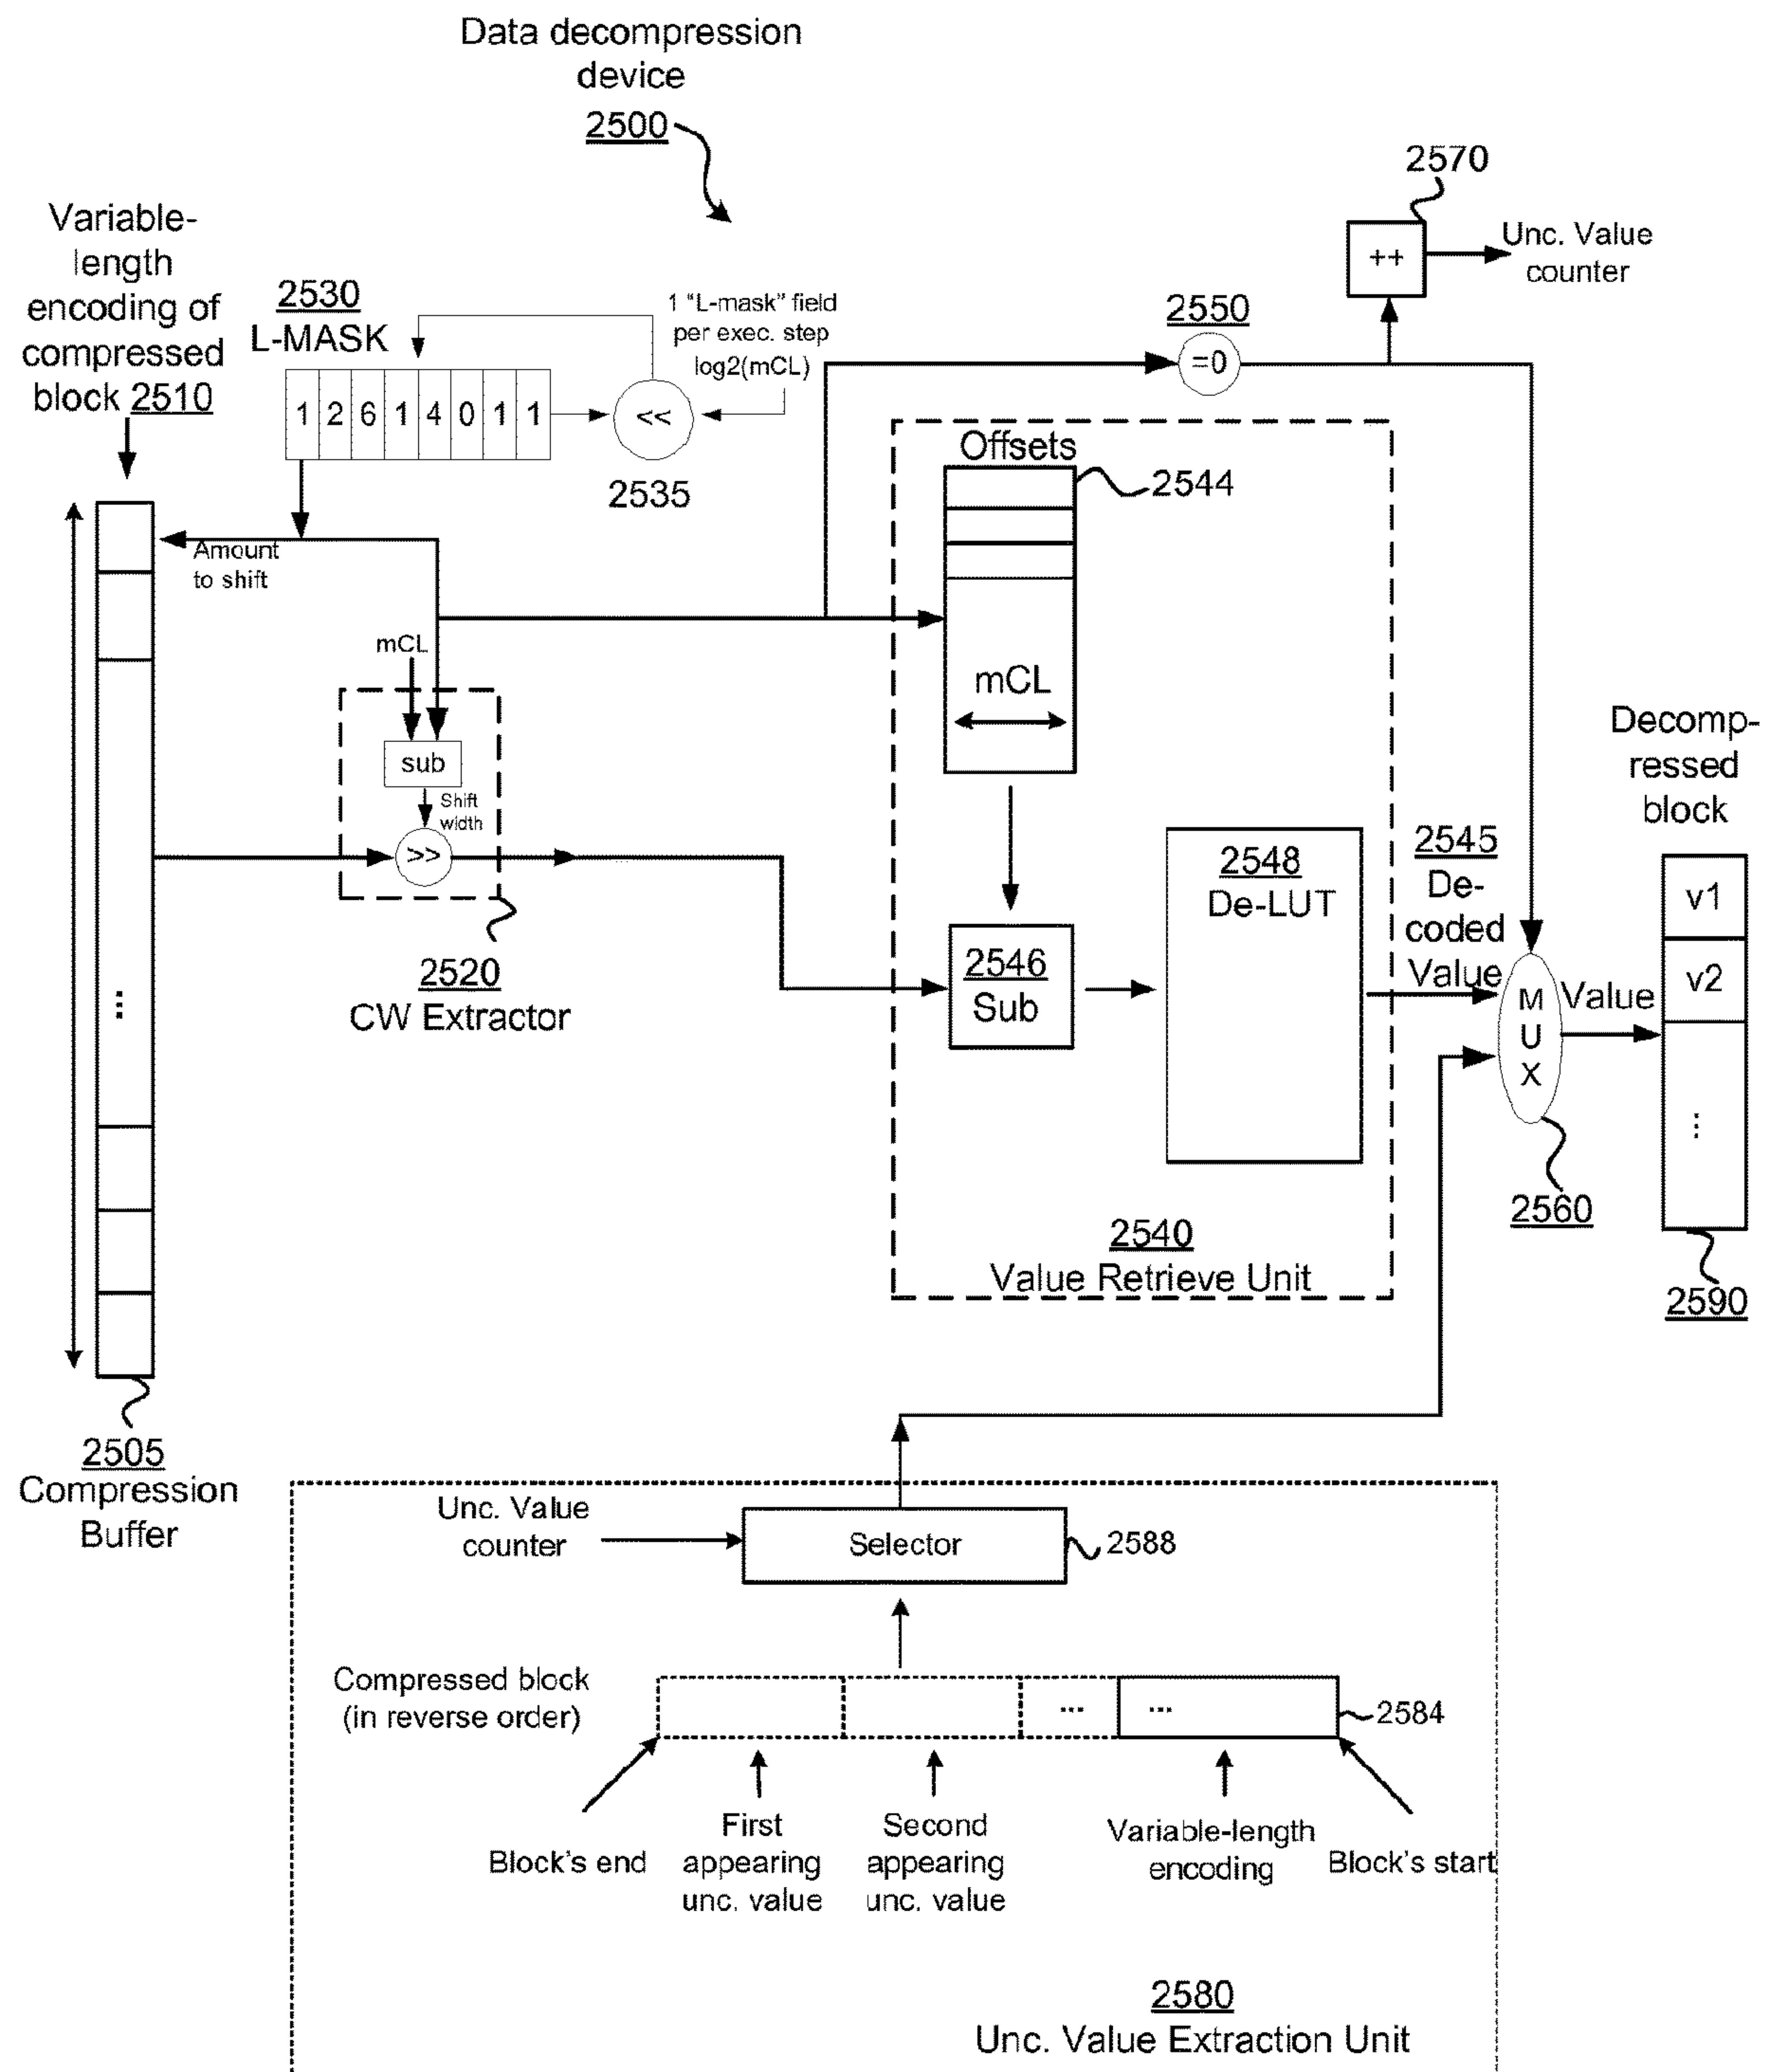 Data decompression
device
2500
2570
++
Unc. Value
counter
Variable-
length
encoding of
compressed
block 2510
2530
L-MASK
1 "L-mask" field
per exec. step
log2(mCL)
1 2 6 1 4 0 1 1
<<
2535
2550
=0
Offsets
2544
mCL
Amount
to shift
mCL
sub
Shift
width
>>
2520
CW Extractor
2546
Sub
2548
De-LUT
2545
De-
coded
Value
2540
Value Retrieve Unit
M
U
X
Value
2560
Decomp-
ressed
block
v1
v2
...
2590
...
2505
Compression
Buffer
Unc. Value
counter
Selector
2588
Compressed block
(in reverse order)
... ...
2584
Block's end
First
appearing
unc. value
Second
appearing
unc. value
Variable-length
encoding
Block's start
2580
Unc. Value Extraction Unit